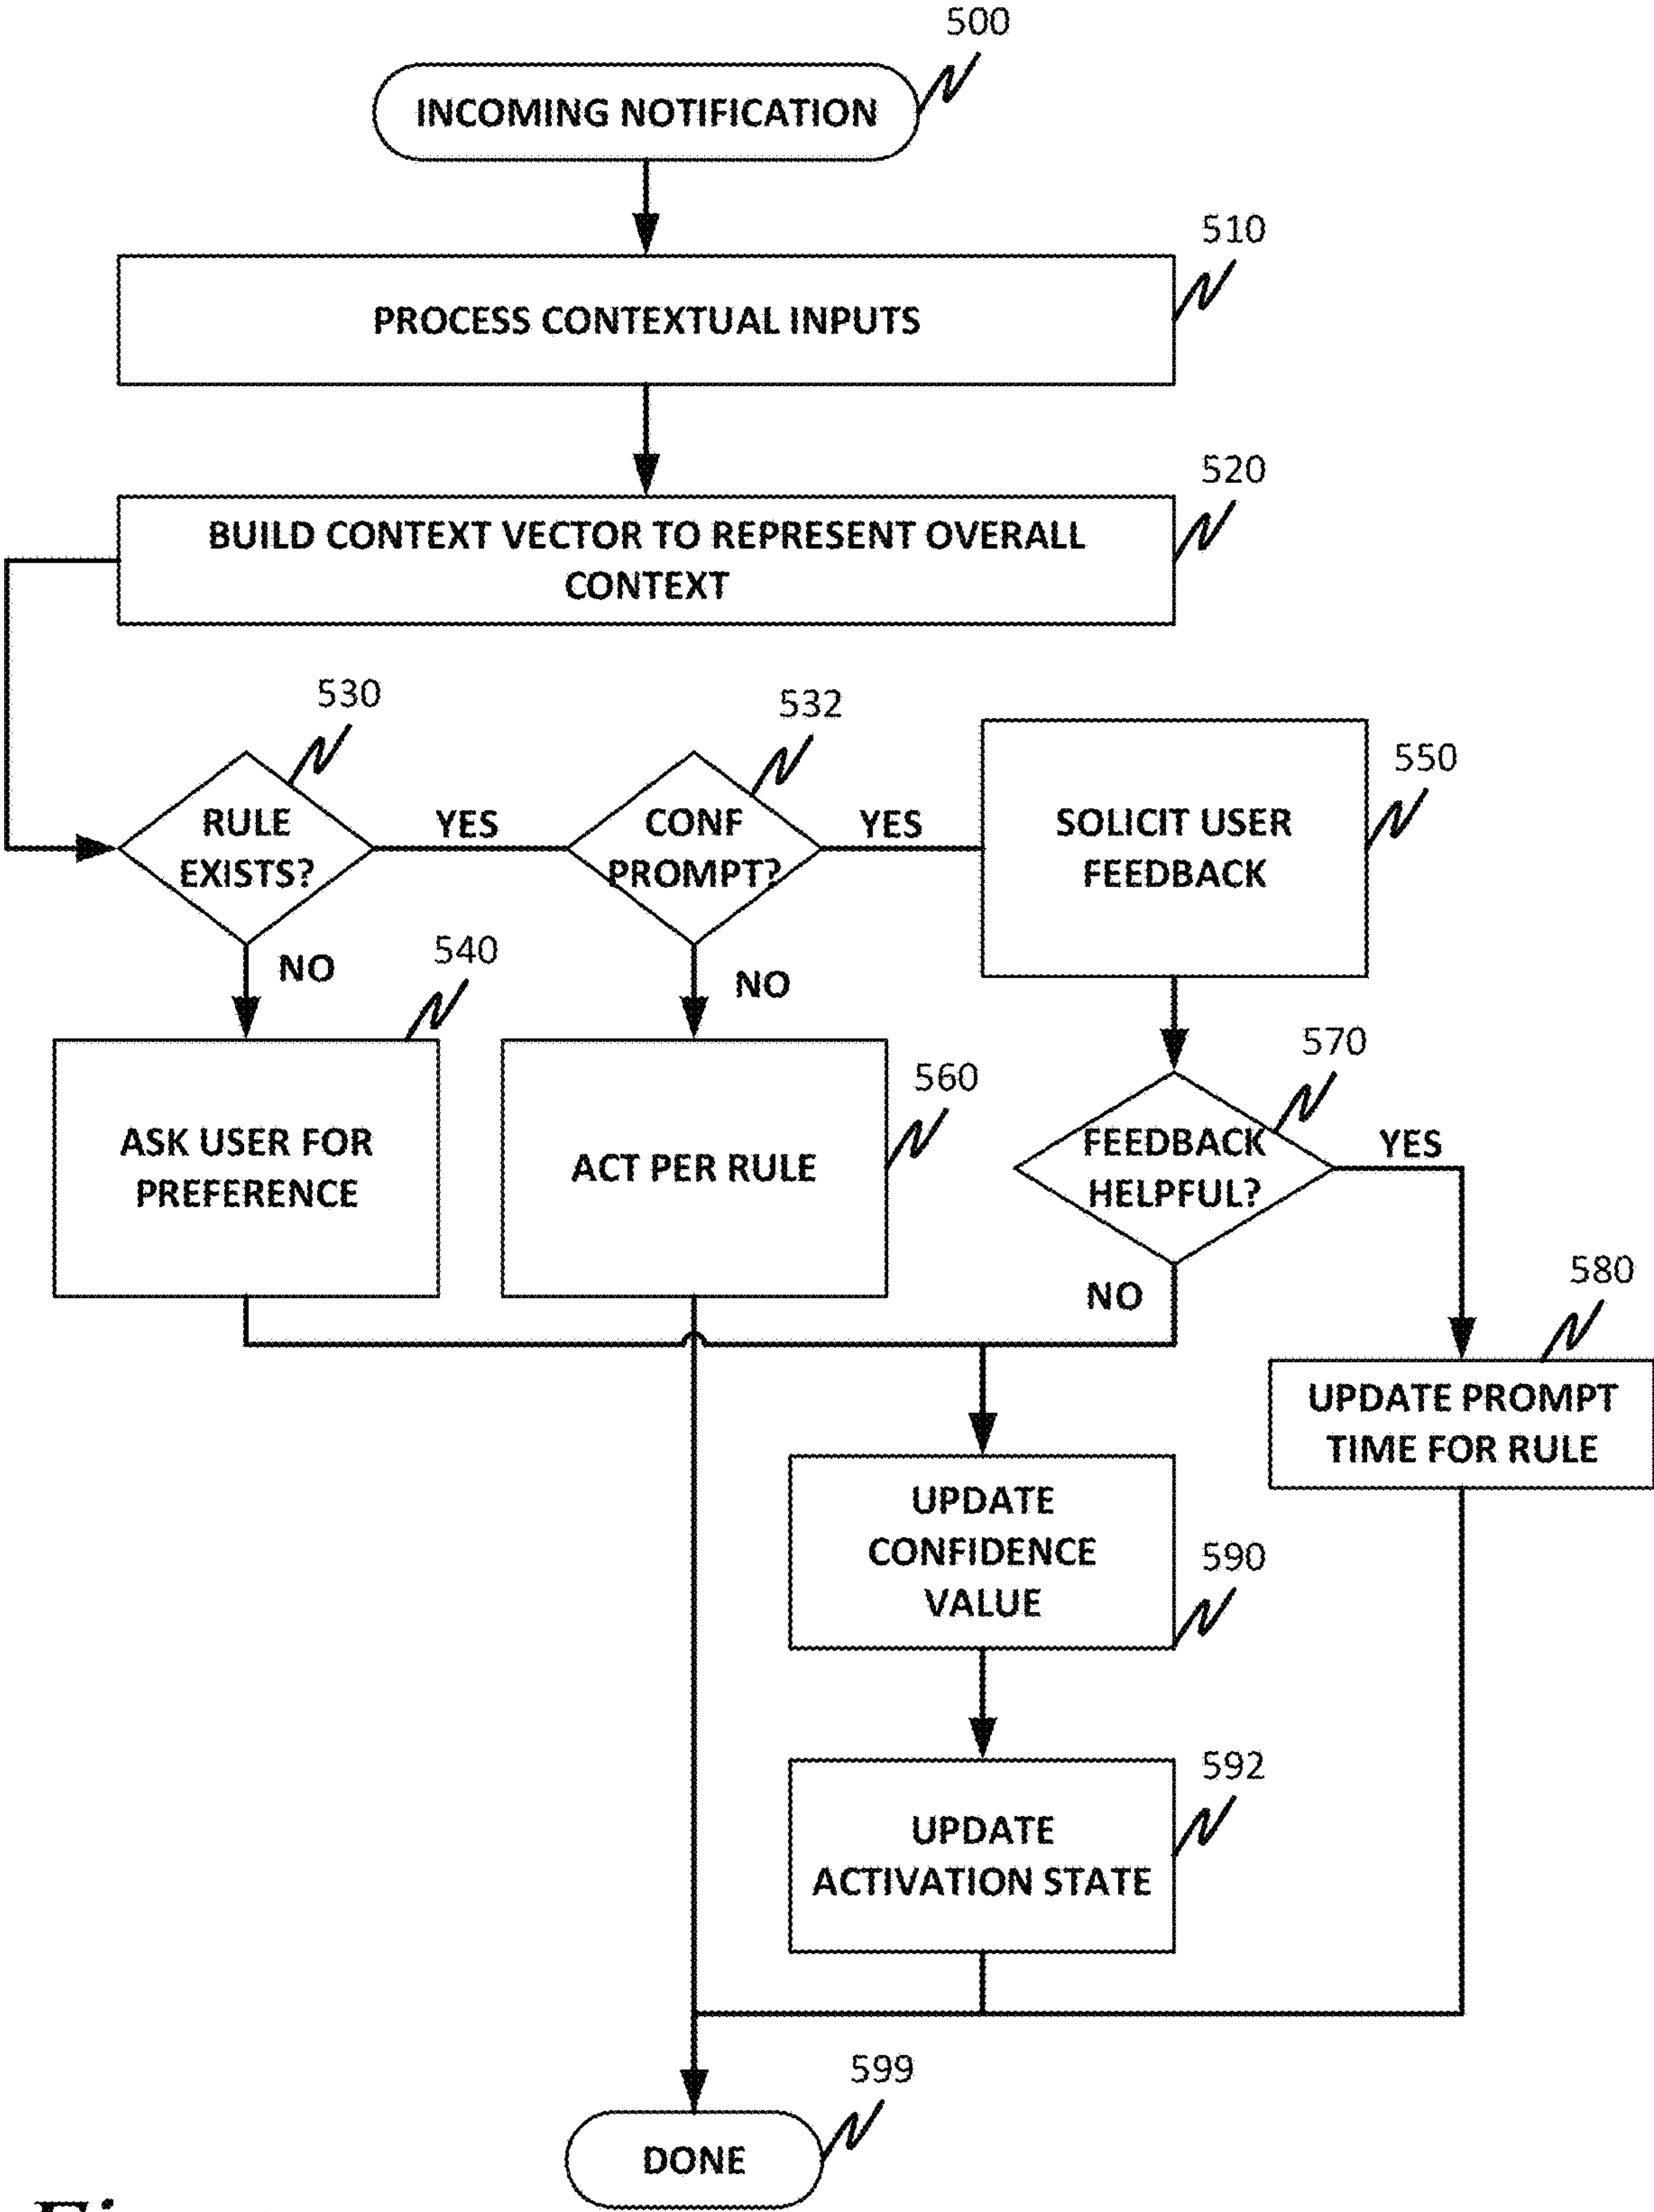 500
INCOMING NOTIFICATION
510
PROCESS CONTEXTUAL INPUTS
520
BUILD CONTEXT VECTOR TO REPRESENT OVERALL
CONTEXT
530
532
550
RULE
EXISTS?
YES
CONF
PROMPT?
YES
SOLICIT USER
FEEDBACK
NO
540
NO
560
570
ASK USER FOR
PREFERENCE
ACT PER RULE
FEEDBACK
HELPFUL?
YES
NO
580
UPDATE PROMPT
TIME FOR RULE
UPDATE
CONFIDENCE
VALUE
590
592
UPDATE
ACTIVATION STATE
599
DONE